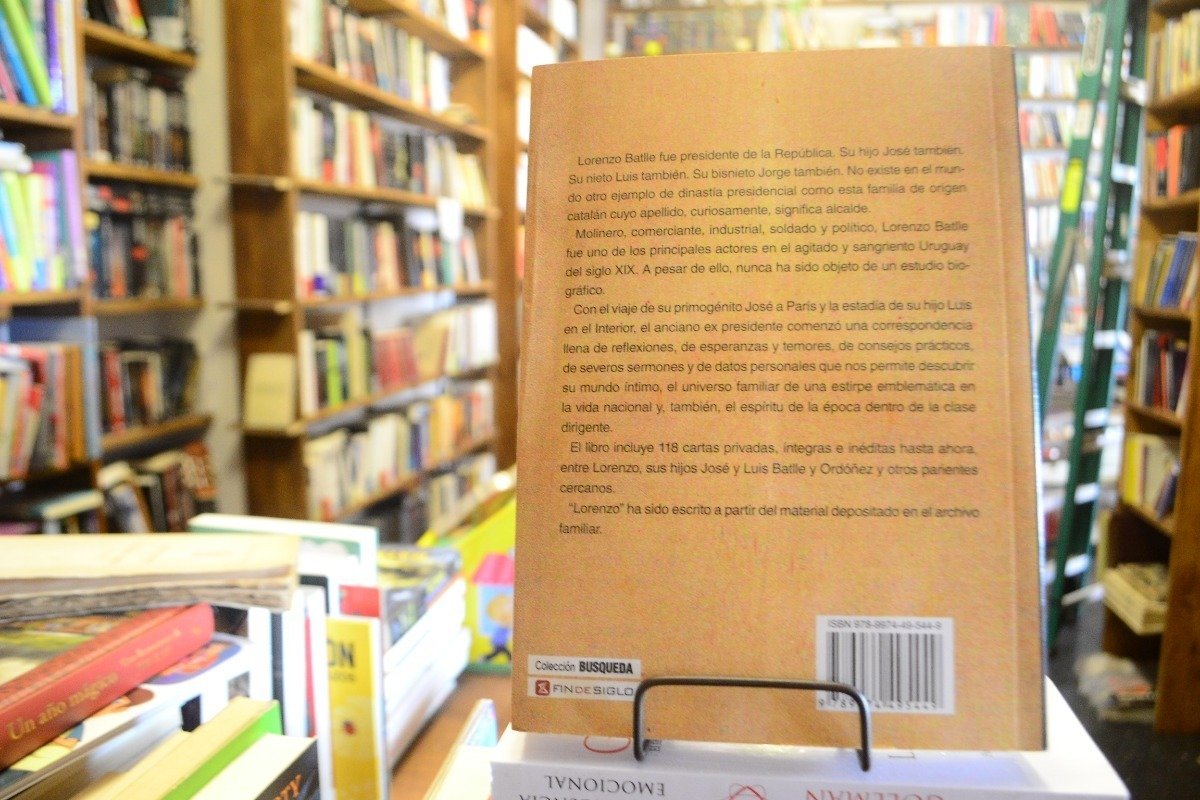 Lorenzo Batlle fue presidente de la República. Su hijo José también.
Su nieto Luis también. Su bisnieto Jorge también. No existe en el mun-
do otro ejemplo de dinastía presidencial como esta familia de origen
catalán cuyo apellido, curiosamente, significa alcalde.
Molinero, comerciante, industrial, soldado y político, Lorenzo Batlle
fue uno de los principales actores en el agitado y sangriento Uruguay
del siglo XIX. A pesar de ello, nunca ha sido objeto de un estudio bio-
gráfico.
Con el viaje de su primogénito José a París y la estadía de su hijo Luis
en el Interior, el anciano ex presidente comenzó una correspondencia
llena de reflexiones, de esperanzas y temores, de consejos prácticos,
de severos sermones y de datos personales que nos permite descubrir
su mundo íntimo, el universo familiar de una estirpe emblemática en
la vida nacional y, también, el espíritu de la época dentro de la clase
dirigente.
El libro incluye 118 cartas privadas, íntegras e inéditas hasta ahora,
entre Lorenzo, sus hijos José y Luis Batlle y Ordóñez y otros parientes
cercanos.
"Lorenzo" ha sido escrito a partir del material depositado en el archivo
familiar.
ISBN 978-9974-49-544-9
Colección BUSQUEDA
FIN DE SIGLO
Un año mágico
EMOCIONAL
GOLEMAN